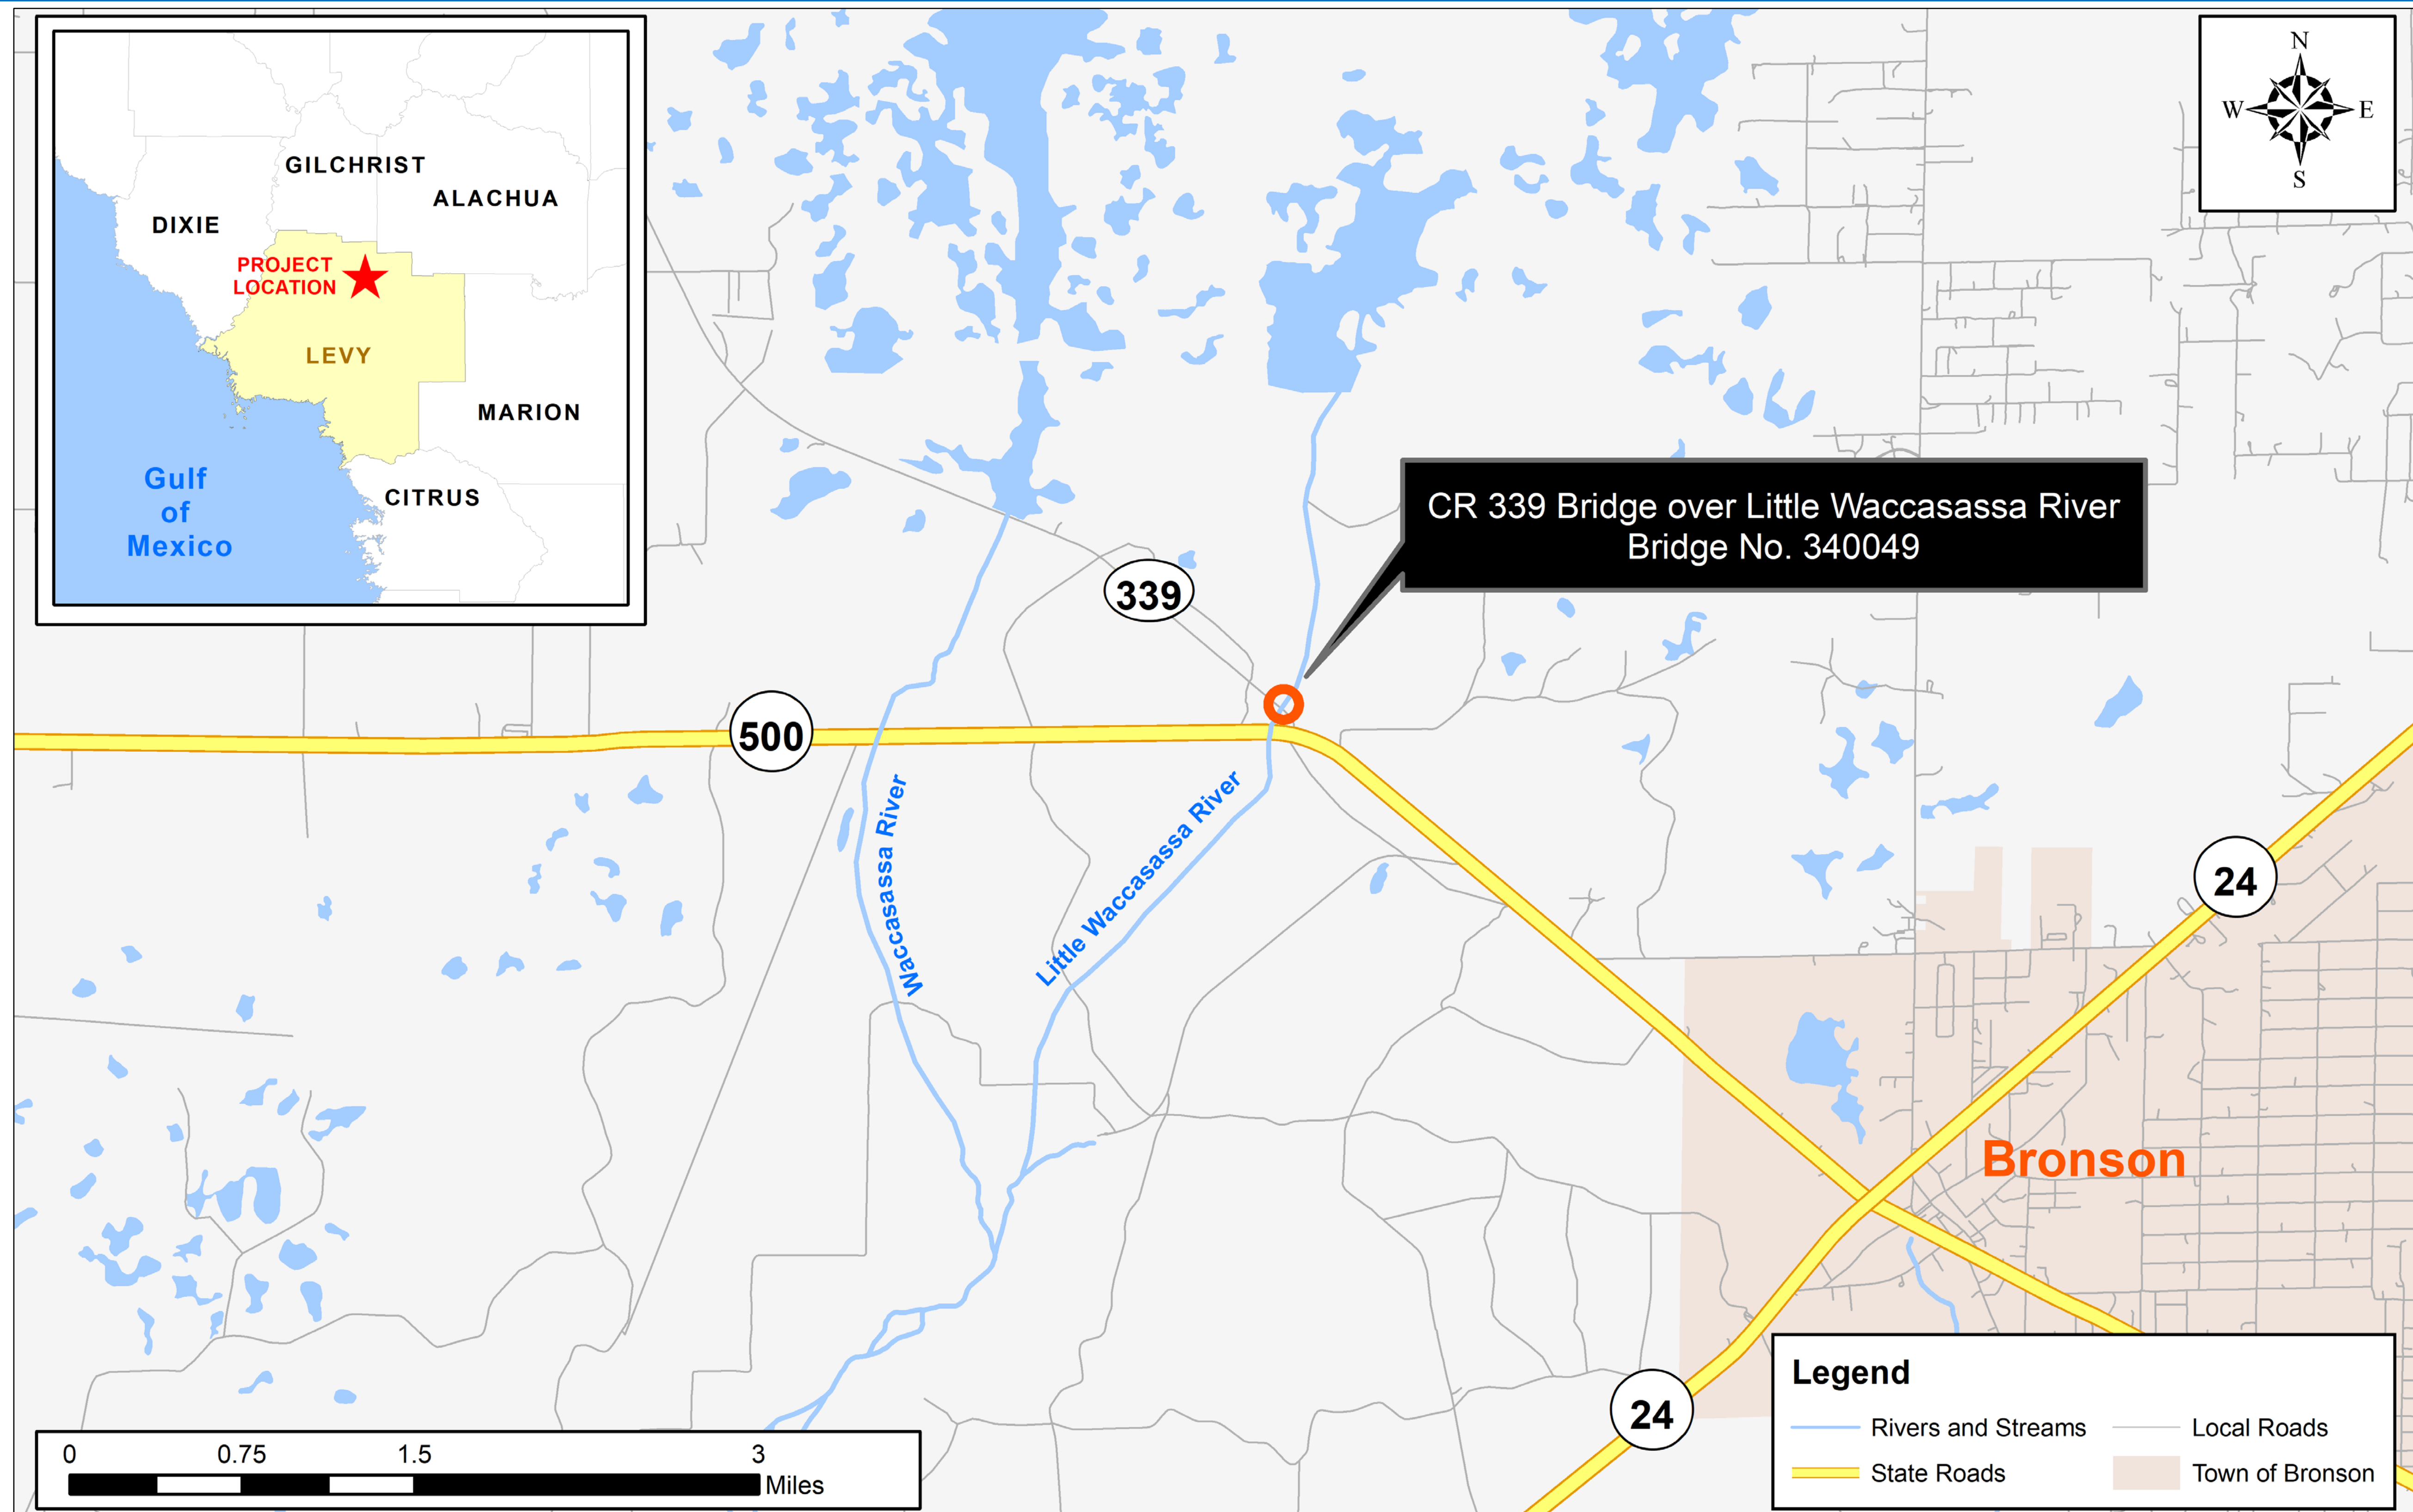 GILCHRIST
ALACHUA
DIXIE
PROJECT
LOCATION
LEVY
MARION
Gulf
of
Mexico
CITRUS
N
W
E
S
CR 339 Bridge over Little Waccasassa River
Bridge No. 340049
339
500
Waccasassa River
Little Waccasassa River
24
Bronson
24
0
0.75
1.5
3
Miles
Legend
Rivers and Streams
Local Roads
State Roads
Town of Bronson